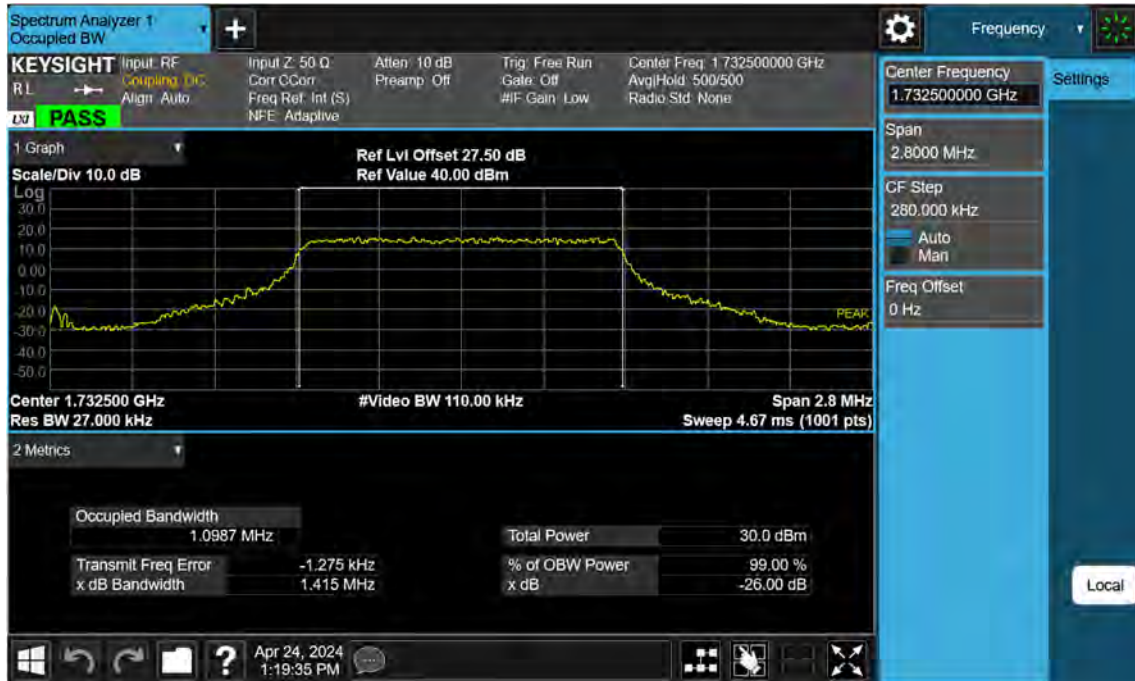 Spectrum Analyzer 1
Occupied BW
+
Frequency
KEYSIGHT
RL
LXI PASS
Input: RF
Coupling: DC
Align: Auto
Input Z: 50 Ω
Corr CCorr
Freq Ref: Int (S)
NFE: Adaptive
Atten: 10 dB
Preamp: Off
Trig: Free Run
Gate: Off
#IF Gain: Low
Center Freq: 1.732500000 GHz
Avg|Hold: 500/500
Radio Std: None
Center Frequency
1.732500000 GHz
Settings
Span
2.8000 MHz
CF Step
280.000 kHz
Auto
Man
Freq Offset
0 Hz
Local
1 Graph
Scale/Div 10.0 dB
Ref Lvl Offset 27.50 dB
Ref Value 40.00 dBm
Log
30.0
20.0
10.0
0.00
-10.0
-20.0
-30.0
-40.0
-50.0
PEAK
Center 1.732500 GHz
#Video BW 110.00 kHz
Span 2.8 MHz
Res BW 27.000 kHz
Sweep 4.67 ms (1001 pts)
2 Metrics
Occupied Bandwidth
1.0987 MHz
Total Power 30.0 dBm
Transmit Freq Error -1.275 kHz
% of OBW Power 99.00 %
x dB Bandwidth 1.415 MHz
x dB -26.00 dB
?
Apr 24, 2024
1:19:35 PM